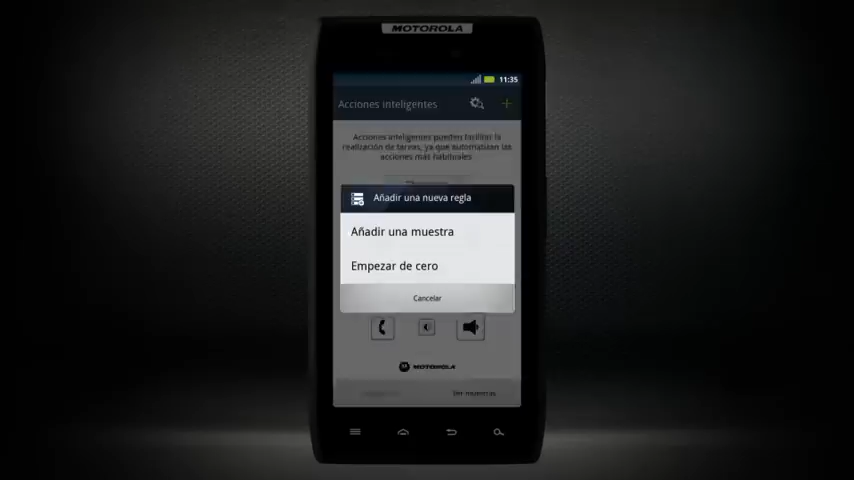 MOTOROLA
11:35
Acciones inteligentes
Acciones inteligentes pueden facilitar la
realización de tareas, ya que automatizan las
acciones más habituales
Añadir una nueva regla
Añadir una muestra
Empezar de cero
Cancelar
MOTOROLA
Ver muestras